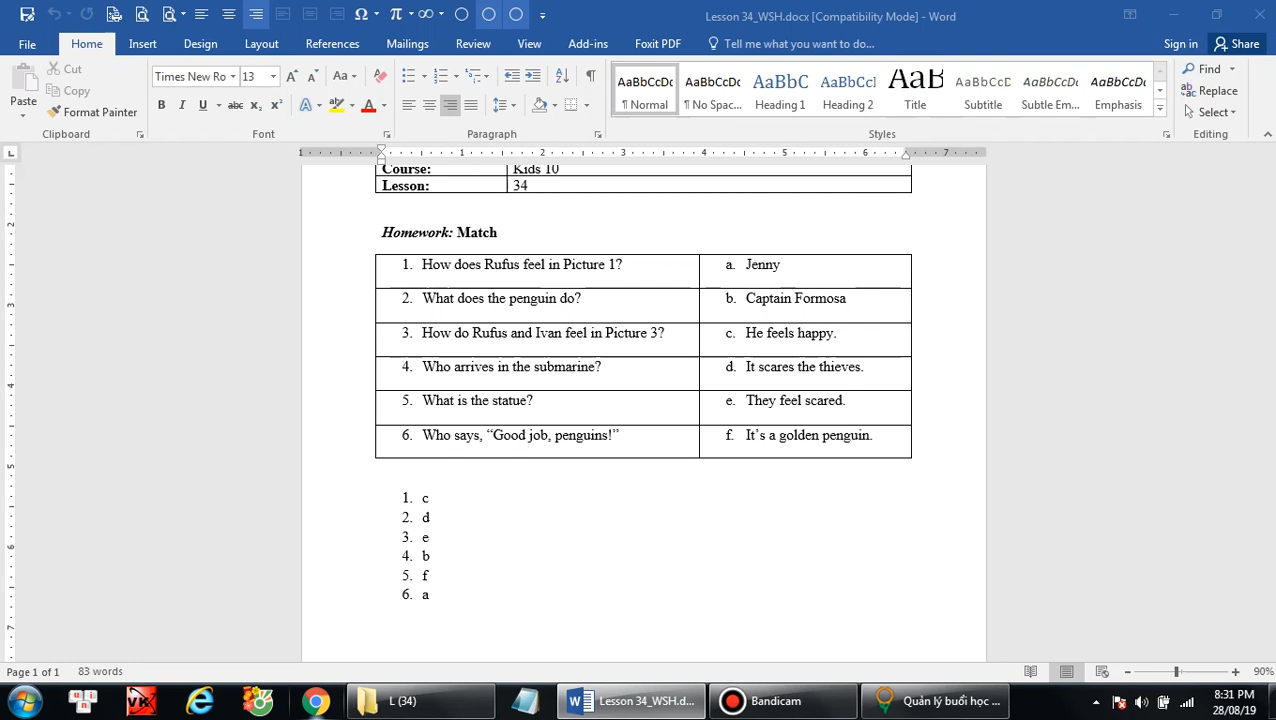 Lesson 34_WSH.docx [Compatibility Mode] - Word
File Home Insert Design Layout References Mailings Review View Add-ins Foxit PDF Tell me what you want to do... Sign in Share
Paste
Cut
Copy
Format Painter
Clipboard
Times New Ro 13
Font
Paragraph
AaBbCcDc AaBbCcDc AaBbC AaBbCcl AaB AaBbCcD AaBbCcDc AaBbCcDc
¶ Normal ¶ No Spac... Heading 1 Heading 2 Title Subtitle Subtle Em... Emphasis
Styles
Find
Replace
Select
Editing
Course: Kids 10
Lesson: 34
Homework: Match
1. How does Rufus feel in Picture 1? a. Jenny
2. What does the penguin do? b. Captain Formosa
3. How do Rufus and Ivan feel in Picture 3? c. He feels happy.
4. Who arrives in the submarine? d. It scares the thieves.
5. What is the statue? e. They feel scared.
6. Who says, “Good job, penguins!” f. It’s a golden penguin.
1. c
2. d
3. e
4. b
5. f
6. a
Page 1 of 1 83 words 90%
L (34) Lesson 34_WSH.d... Bandicam Quản lý buổi học ...
8:31 PM
28/08/19